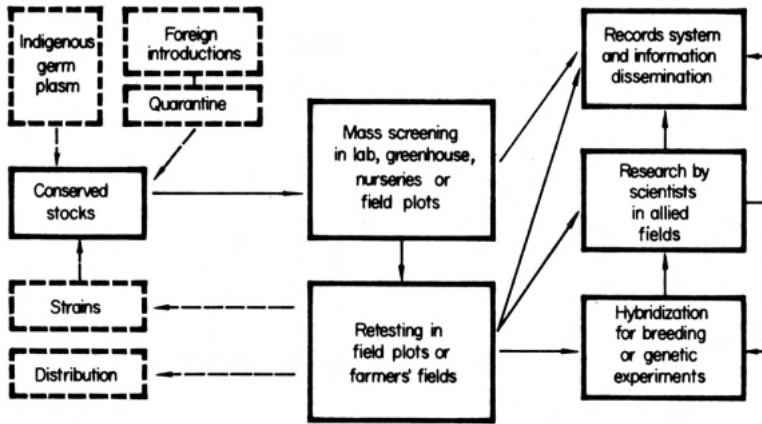 Indigenous
germ
plasm
Foreign
introductions
Quarantine
Conserved
stocks
Strains
Distribution
Mass screening
in lab, greenhouse,
nurseries or
field plots
Retesting in
field plots or
farmers' fields
Records system
and information
dissemination
Research by
scientists
in allied
fields
Hybridization
for breeding
or genetic
experiments